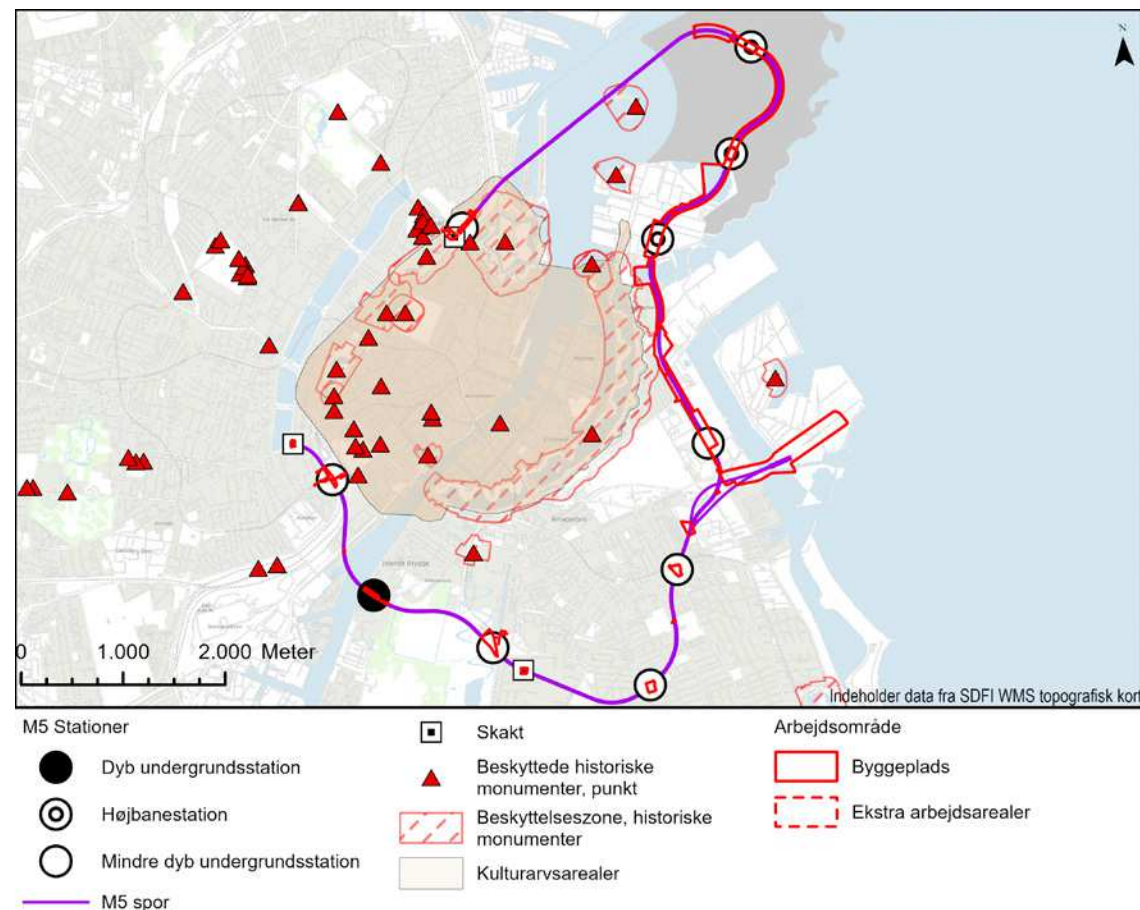 N
0 1.000 2.000 Meter
Indeholder data fra SDFI WMS topografisk kort
M5 Stationer
Dyb undergrundsstation
Højbanestation
Mindre dyb undergrundsstation
M5 spor
Skakt
Beskyttede historiske
monumenter, punkt
Beskyttelseszone, historiske
monumenter
Kulturarvsarealer
Arbejdsområde
Byggeplads
Ekstra arbejdsarealer